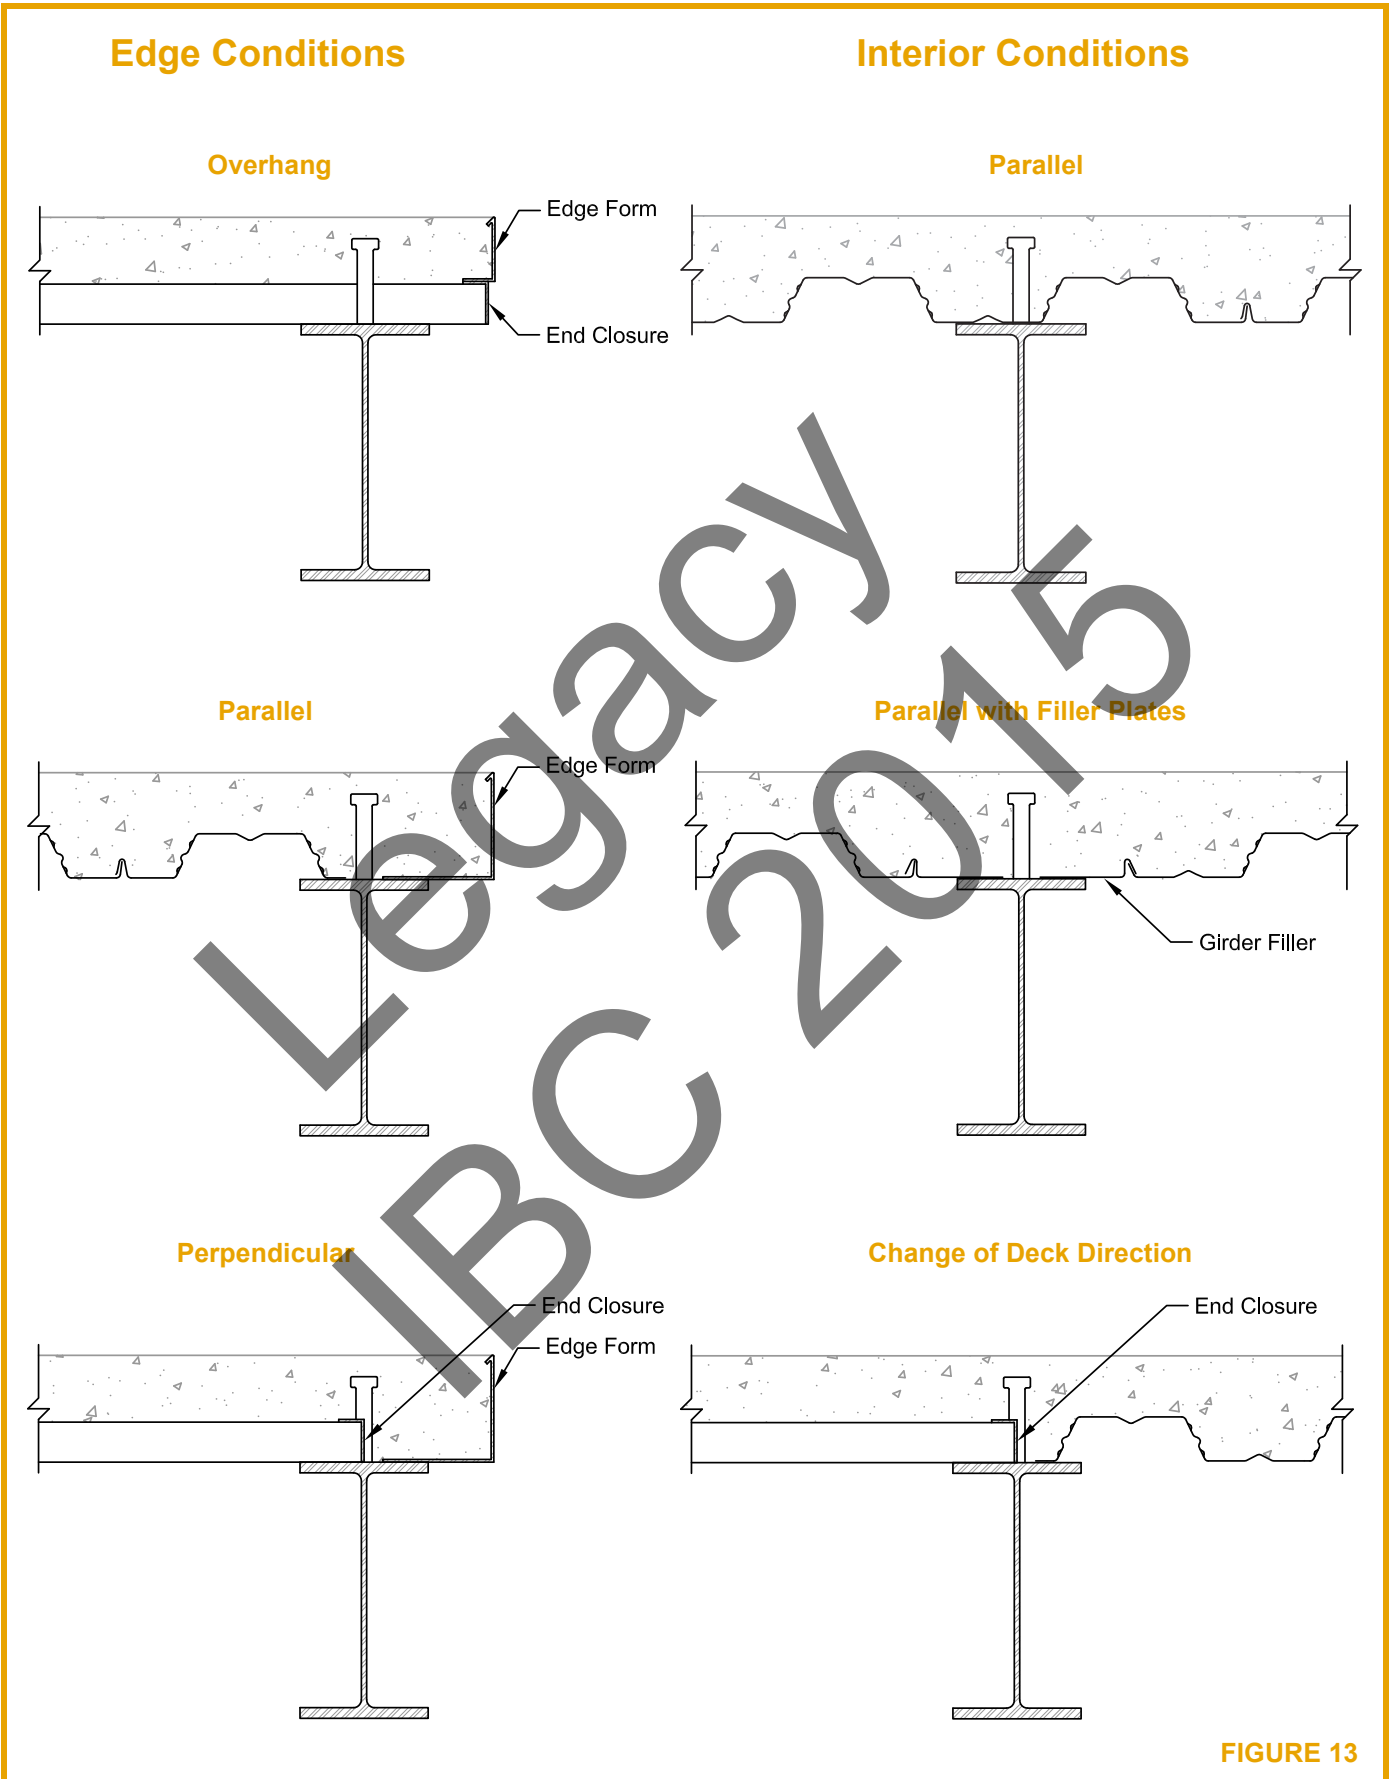 Edge Conditions
Interior Conditions
Overhang
Edge Form
End Closure
Parallel
Parallel
Edge Form
Parallel with Filler Plates
Girder Filler
Perpendicular
End Closure
Edge Form
Change of Deck Direction
End Closure
Legacy
IBC 2015
FIGURE 13